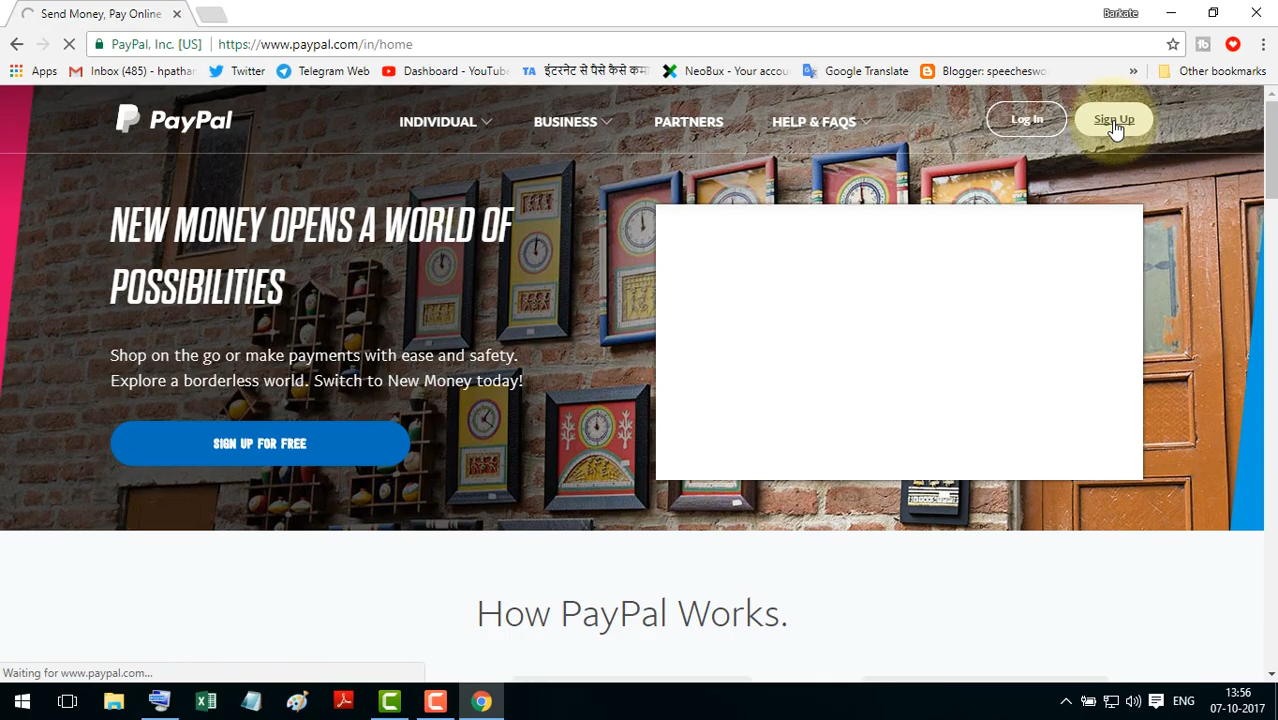 Send Money, Pay Online
Barkate
PayPal, Inc. [US]
https://www.paypal.com/in/home
Apps
Inbox (485) - hpathan
Twitter
Telegram Web
Dashboard - YouTube
TA
इंटरनेट से पैसे कैसे कमा
NeoBux - Your accou
Google Translate
Blogger: speecheswo
Other bookmarks
PayPal
INDIVIDUAL
BUSINESS
PARTNERS
HELP & FAQS
Log In
Sign Up
NEW MONEY OPENS A WORLD OF
POSSIBILITIES
Shop on the go or make payments with ease and safety.
Explore a borderless world. Switch to New Money today!
SIGN UP FOR FREE
How PayPal Works.
Waiting for www.paypal.com...
ENG
13:56
07-10-2017